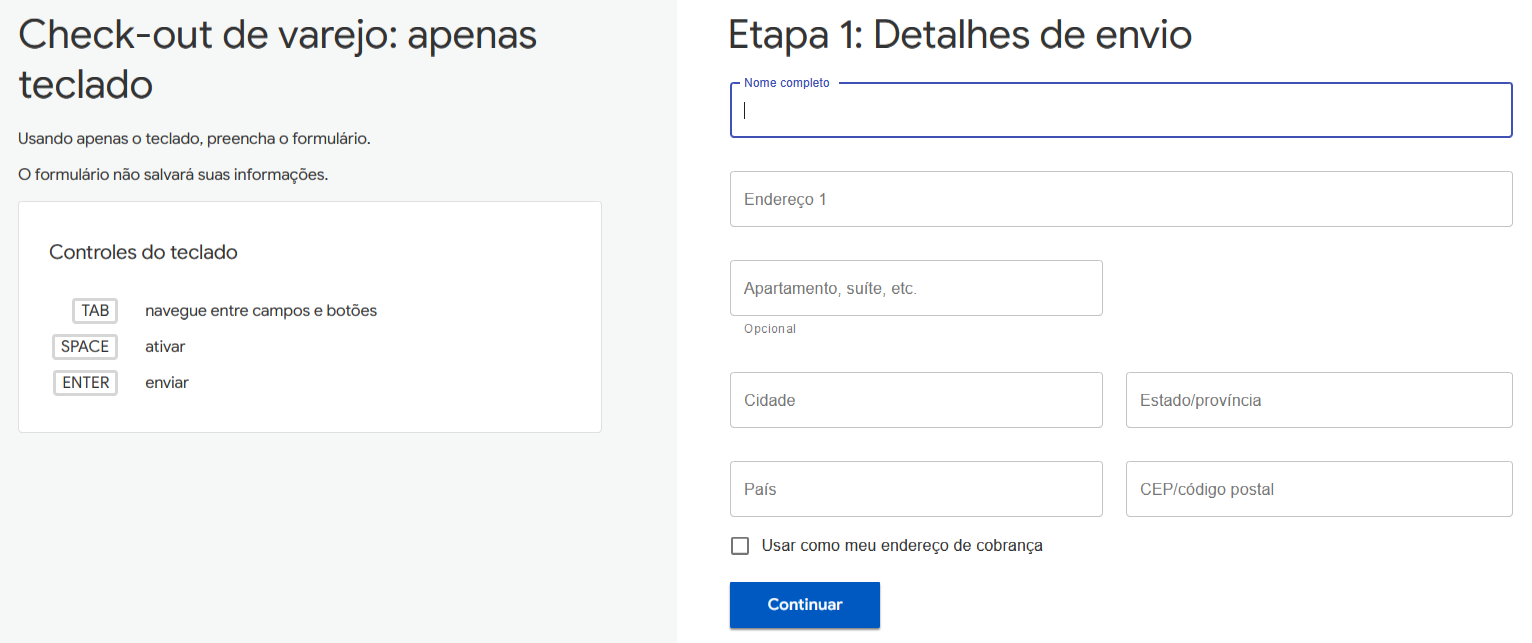 Check-out de varejo: apenas
teclado
Usando apenas o teclado, preencha o formulário.
O formulário não salvará suas informações.
Controles do teclado
TAB navegue entre campos e botões
SPACE ativar
ENTER enviar
Etapa 1: Detalhes de envio
Nome completo
Endereço 1
Apartamento, suíte, etc.
Opcional
Cidade
Estado/província
País
CEP/código postal
Usar como meu endereço de cobrança
Continuar